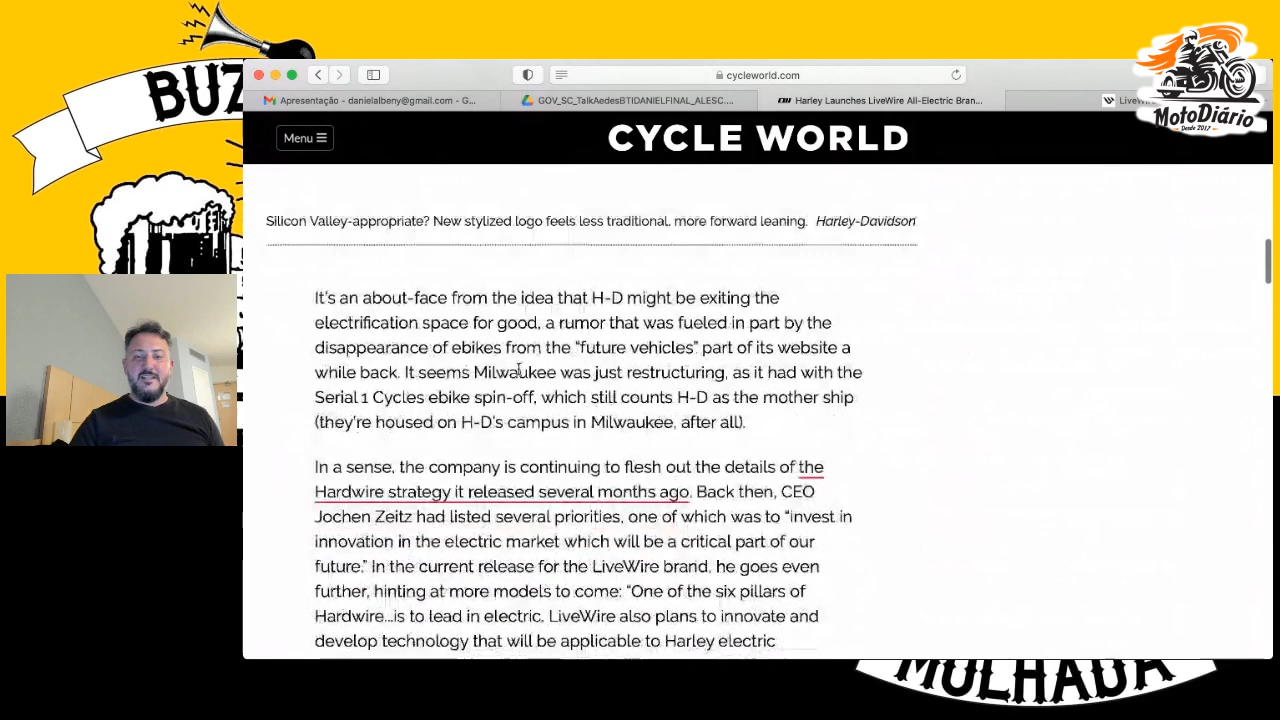 BUZ
cycleworld.com
Apresentação - danielalbeny@gmail.com - G...
GOV_SC_TalkAedesBTIDANIELFINAL_ALESC....
Harley Launches LiveWire All-Electric Bran...
LiveWi
MotoDiário
Desde 2017
Menu
CYCLE WORLD
Silicon Valley-appropriate? New stylized logo feels less traditional, more forward leaning. Harley-Davidson
It's an about-face from the idea that H-D might be exiting the
electrification space for good, a rumor that was fueled in part by the
disappearance of ebikes from the “future vehicles” part of its website a
while back. It seems Milwaukee was just restructuring, as it had with the
Serial 1 Cycles ebike spin-off, which still counts H-D as the mother ship
(they're housed on H-D's campus in Milwaukee, after all).
In a sense, the company is continuing to flesh out the details of the
Hardwire strategy it released several months ago. Back then, CEO
Jochen Zeitz had listed several priorities, one of which was to “invest in
innovation in the electric market which will be a critical part of our
future.” In the current release for the LiveWire brand, he goes even
further, hinting at more models to come: “One of the six pillars of
Hardwire...is to lead in electric. LiveWire also plans to innovate and
develop technology that will be applicable to Harley electric
MOLHADA